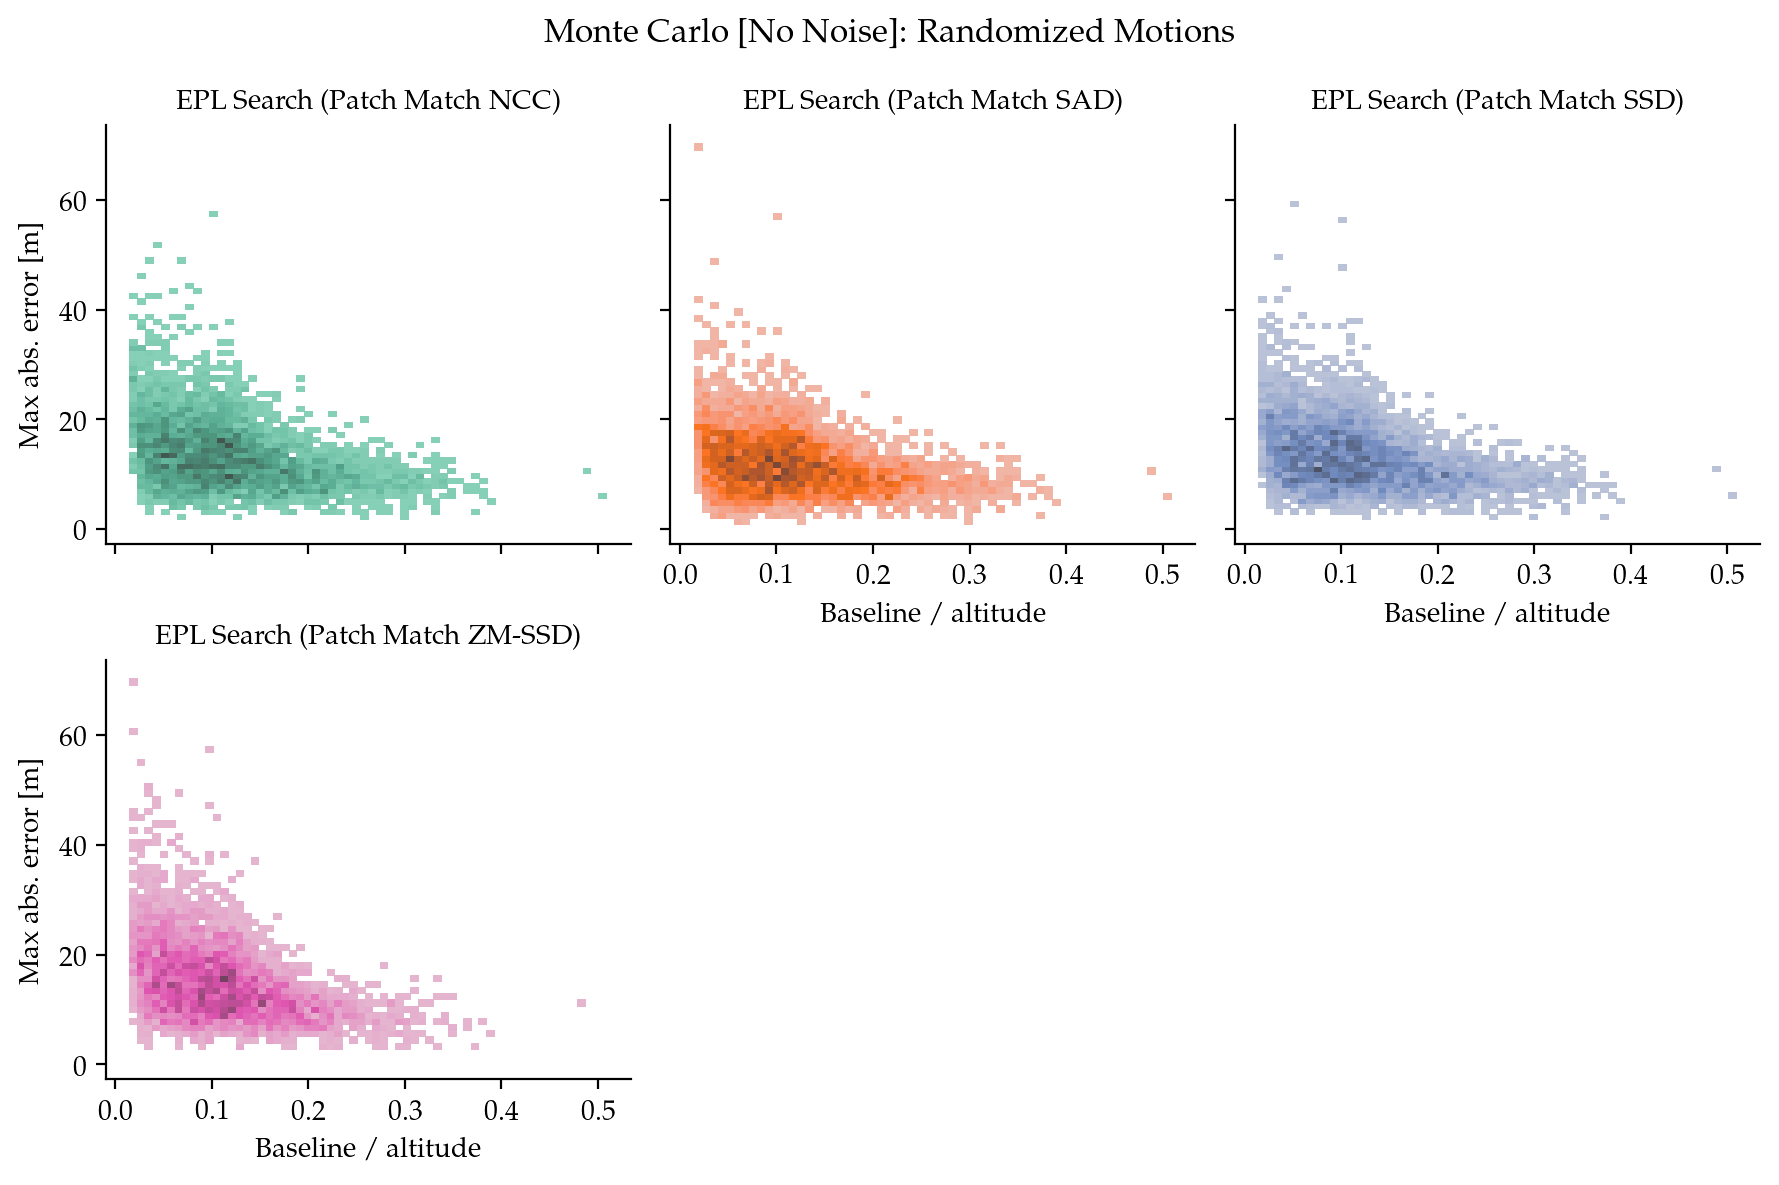 Monte Carlo [No Noise]: Randomized Motions
EPL Search (Patch Match NCC)
Max abs. error [m]
60
40
20
0
EPL Search (Patch Match SAD)
0.0 0.1 0.2 0.3 0.4 0.5
Baseline / altitude
EPL Search (Patch Match SSD)
0.0 0.1 0.2 0.3 0.4 0.5
Baseline / altitude
EPL Search (Patch Match ZM-SSD)
Max abs. error [m]
60
40
20
0
0.0 0.1 0.2 0.3 0.4 0.5
Baseline / altitude